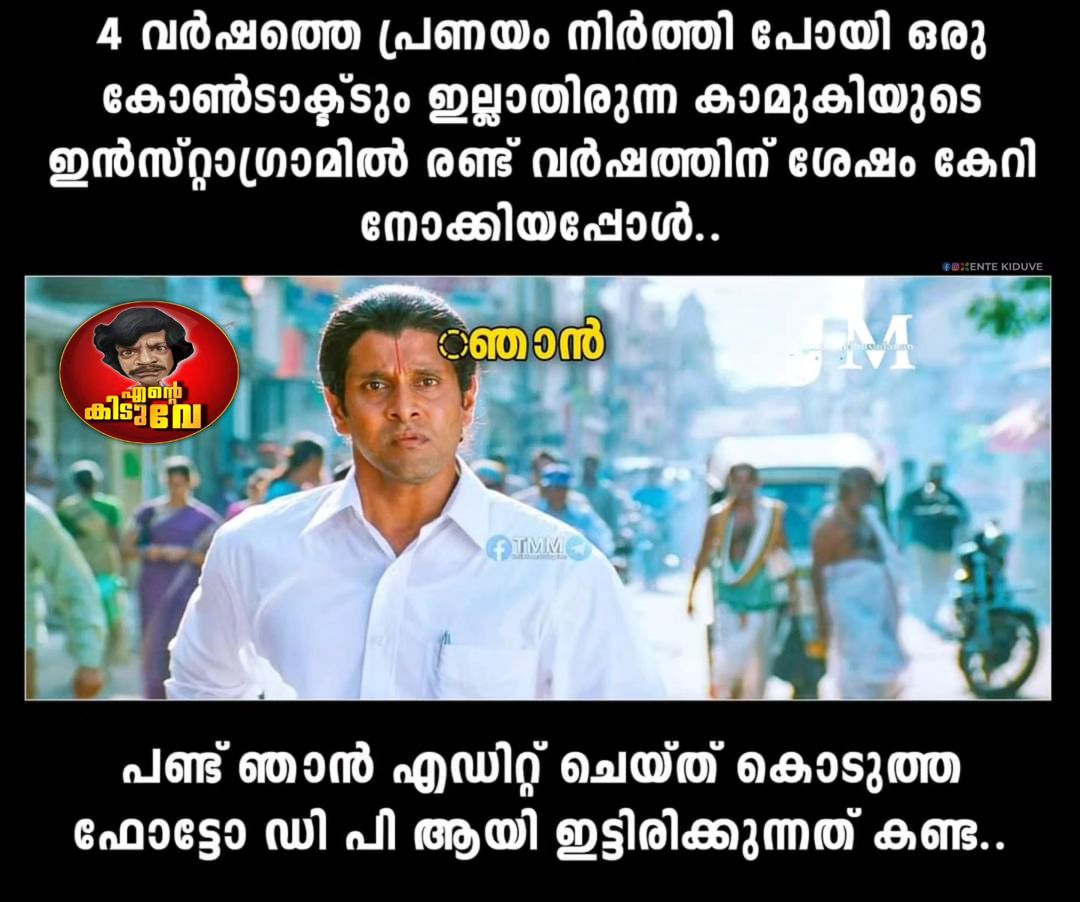 4 വർഷത്തെ പ്രണയം നിർത്തി പോയി ഒരു
കോൺടാക്ട്ടും ഇല്ലാതിരുന്ന കാമുകിയുടെ
ഇൻസ്റ്റാഗ്രാമിൽ രണ്ട് വർഷത്തിന് ശേഷം കേറി
നോക്കിയപ്പോൾ..
ENTE KIDUVE
ഞാൻ
എന്റെ
കിടുവേ
TMM
പണ്ട് ഞാൻ എഡിറ്റ് ചെയ്ത് കൊടുത്ത
ഫോട്ടോ ഡി പി ആയി ഇട്ടിരിക്കുന്നത് കണ്ട..